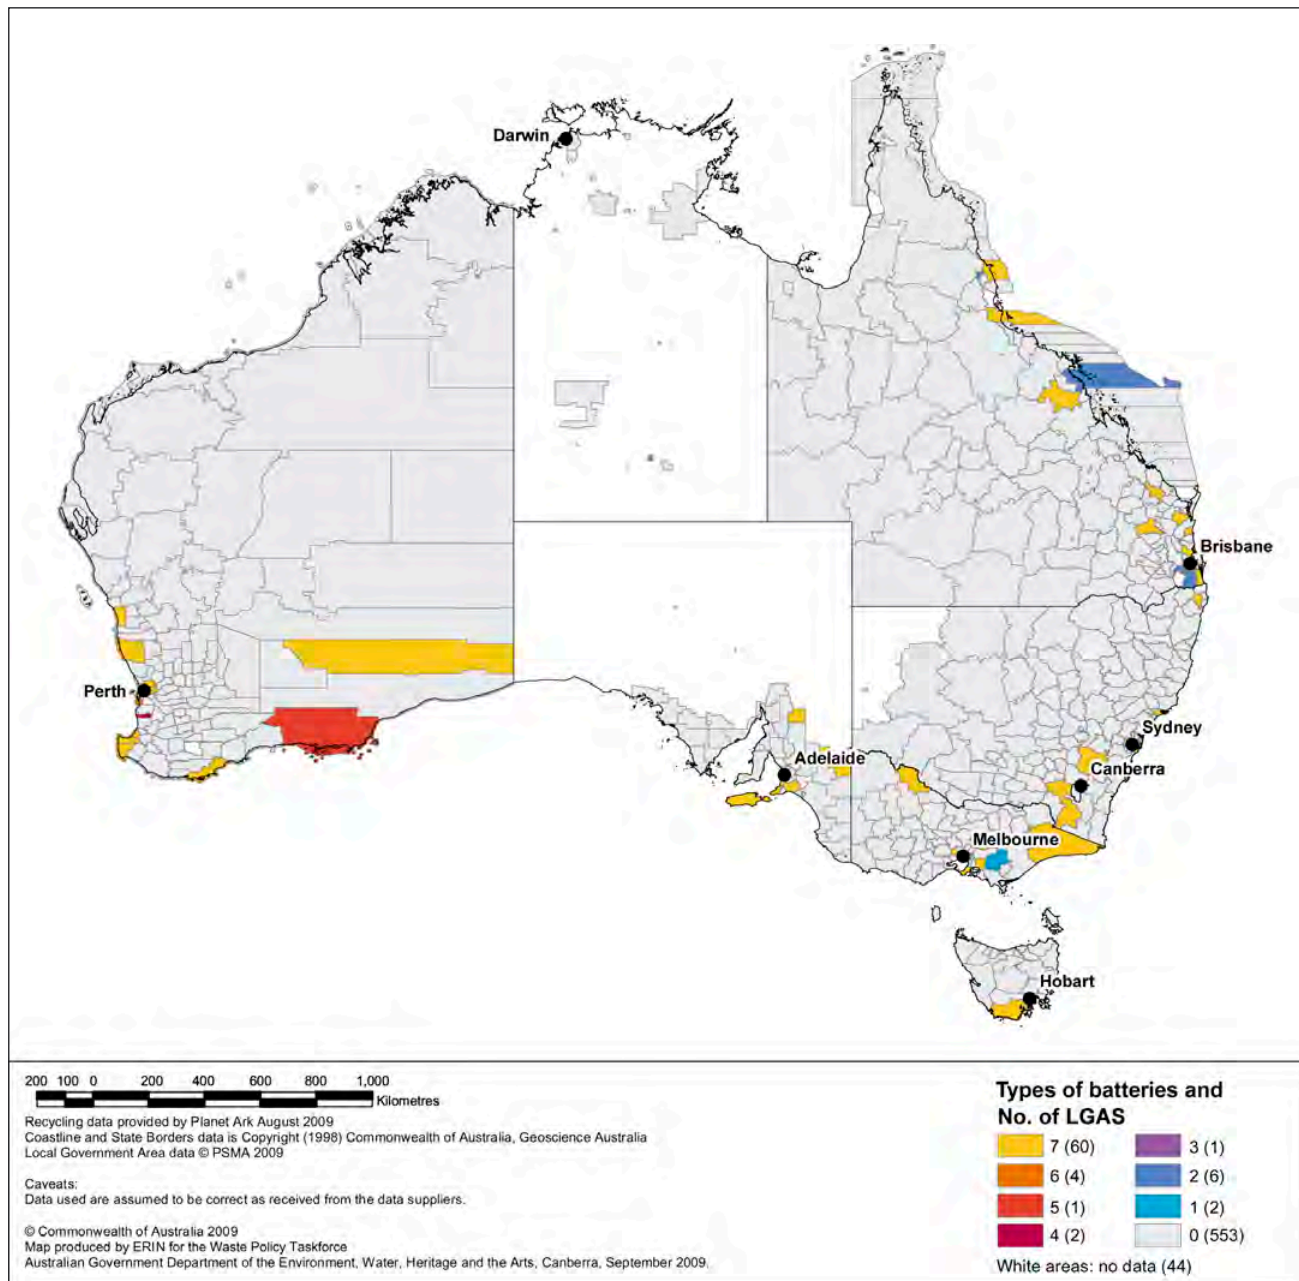 Darwin
Brisbane
Perth
Sydney
Adelaide
Canberra
Melbourne
Hobart
200 100 0 200 400 600 800 1,000
Kilometres
Recycling data provided by Planet Ark August 2009
Coastline and State Borders data is Copyright (1998) Commonwealth of Australia, Geoscience Australia
Local Government Area data © PSMA 2009
Caveats:
Data used are assumed to be correct as received from the data suppliers.
© Commonwealth of Australia 2009
Map produced by ERIN for the Waste Policy Taskforce
Australian Government Department of the Environment, Water, Heritage and the Arts, Canberra, September 2009.
Types of batteries and
No. of LGAS
7 (60)
6 (4)
5 (1)
4 (2)
3 (1)
2 (6)
1 (2)
0 (553)
White areas: no data (44)